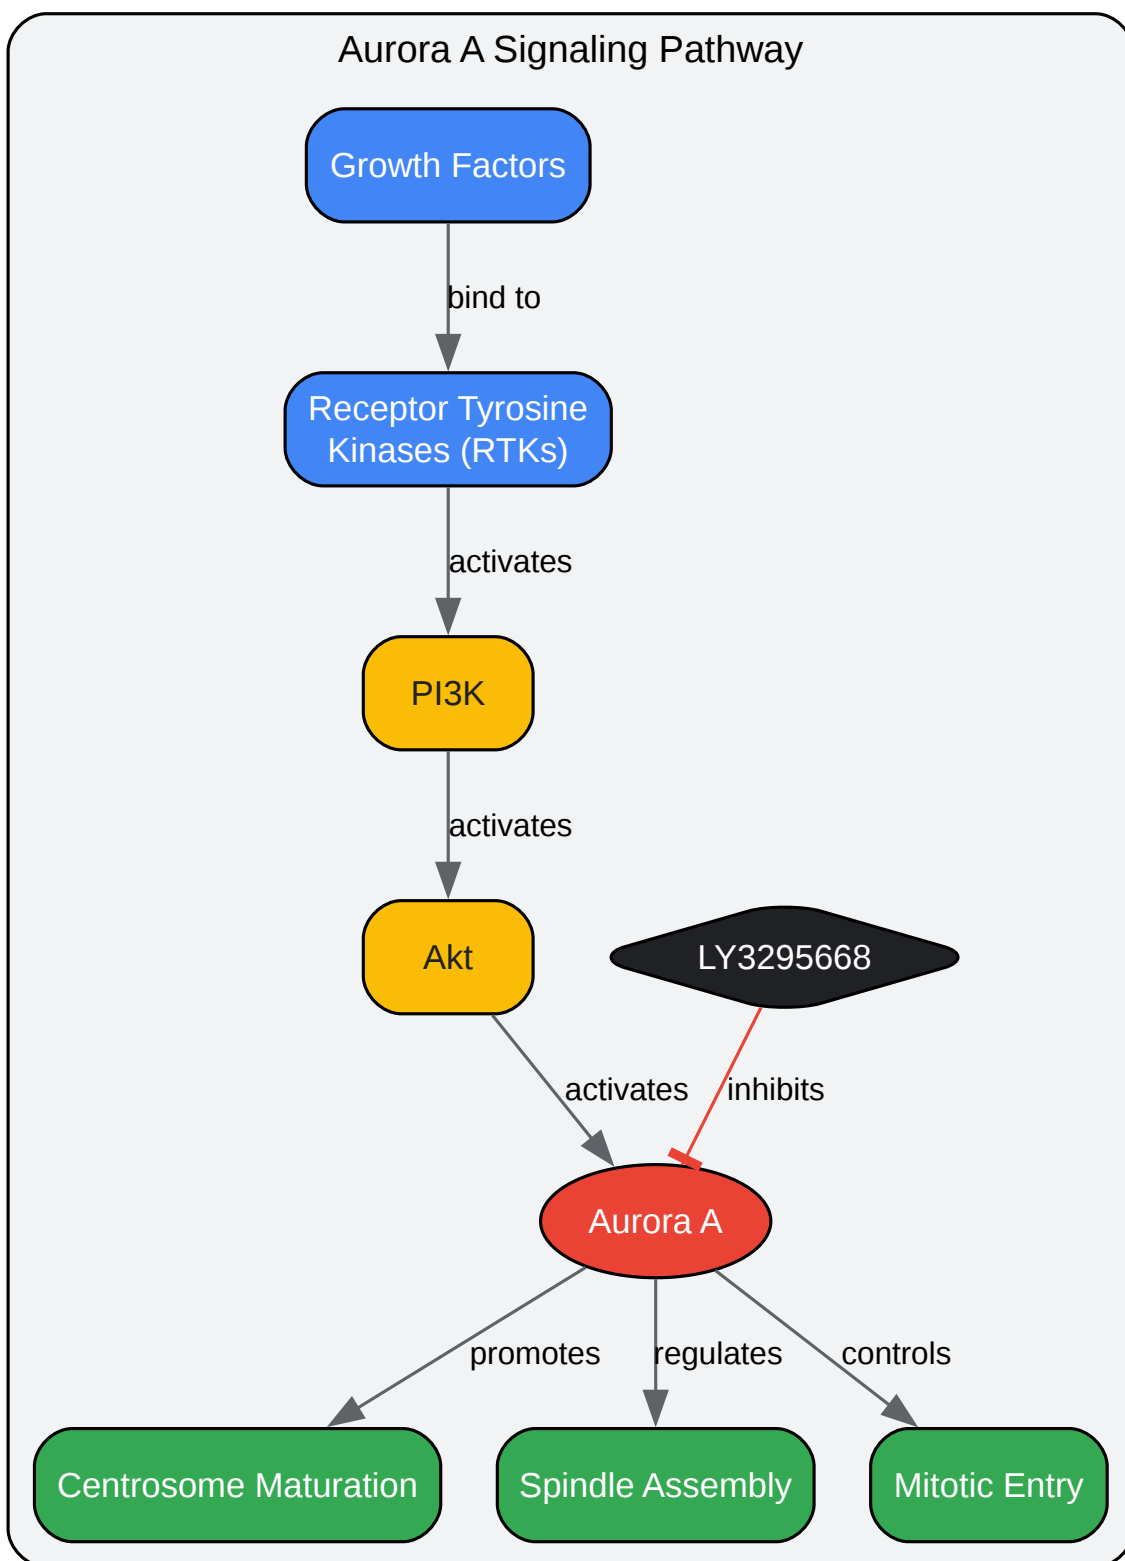 Aurora A Signaling Pathway
Growth Factors
bind to
Receptor Tyrosine
Kinases (RTKs)
activates
PI3K
activates
Akt
LY3295668
activates
inhibits
Aurora A
promotes
regulates
controls
Centrosome Maturation
Spindle Assembly
Mitotic Entry